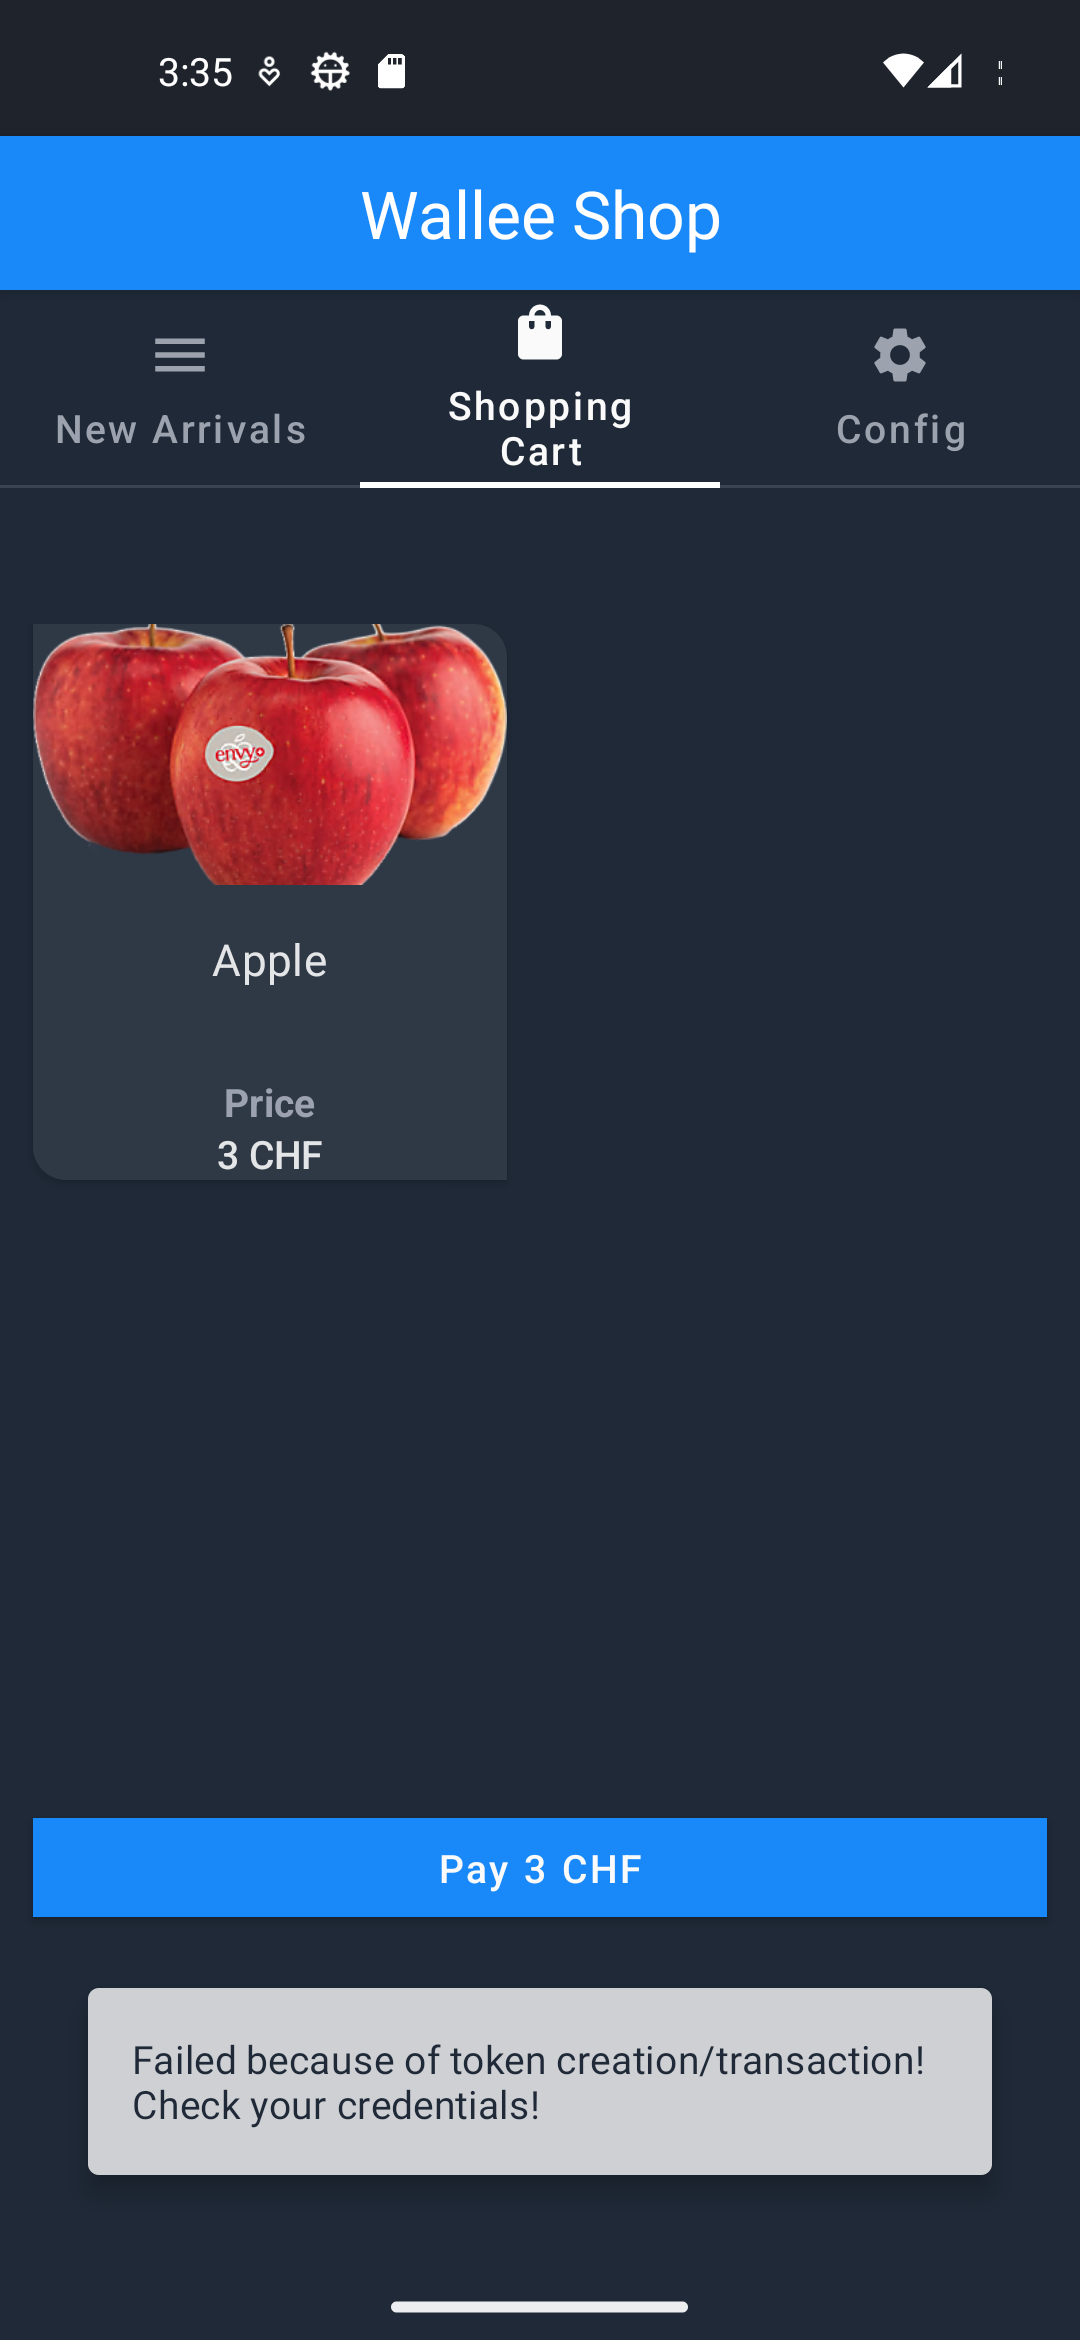 3:35
Wallee Shop
New Arrivals
Shopping
Cart
Config
envy
Apple
Price
3 CHF
Pay 3 CHF
Failed because of token creation/transaction!
Check your credentials!